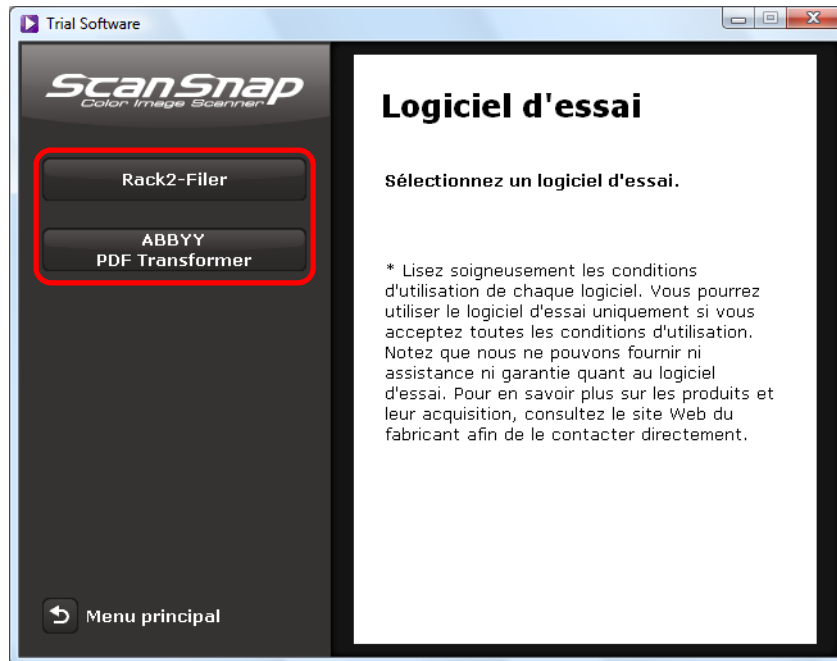 Trial Software
ScanSnap
Color Image Scanner
Rack2-Filer
ABBYY
PDF Transformer
Menu principal
Logiciel d'essai
Sélectionnez un logiciel d'essai.
* Lisez soigneusement les conditions
d'utilisation de chaque logiciel. Vous pourrez
utiliser le logiciel d'essai uniquement si vous
acceptez toutes les conditions d'utilisation.
Notez que nous ne pouvons fournir ni
assistance ni garantie quant au logiciel
d'essai. Pour en savoir plus sur les produits et
leur acquisition, consultez le site Web du
fabricant afin de le contacter directement.